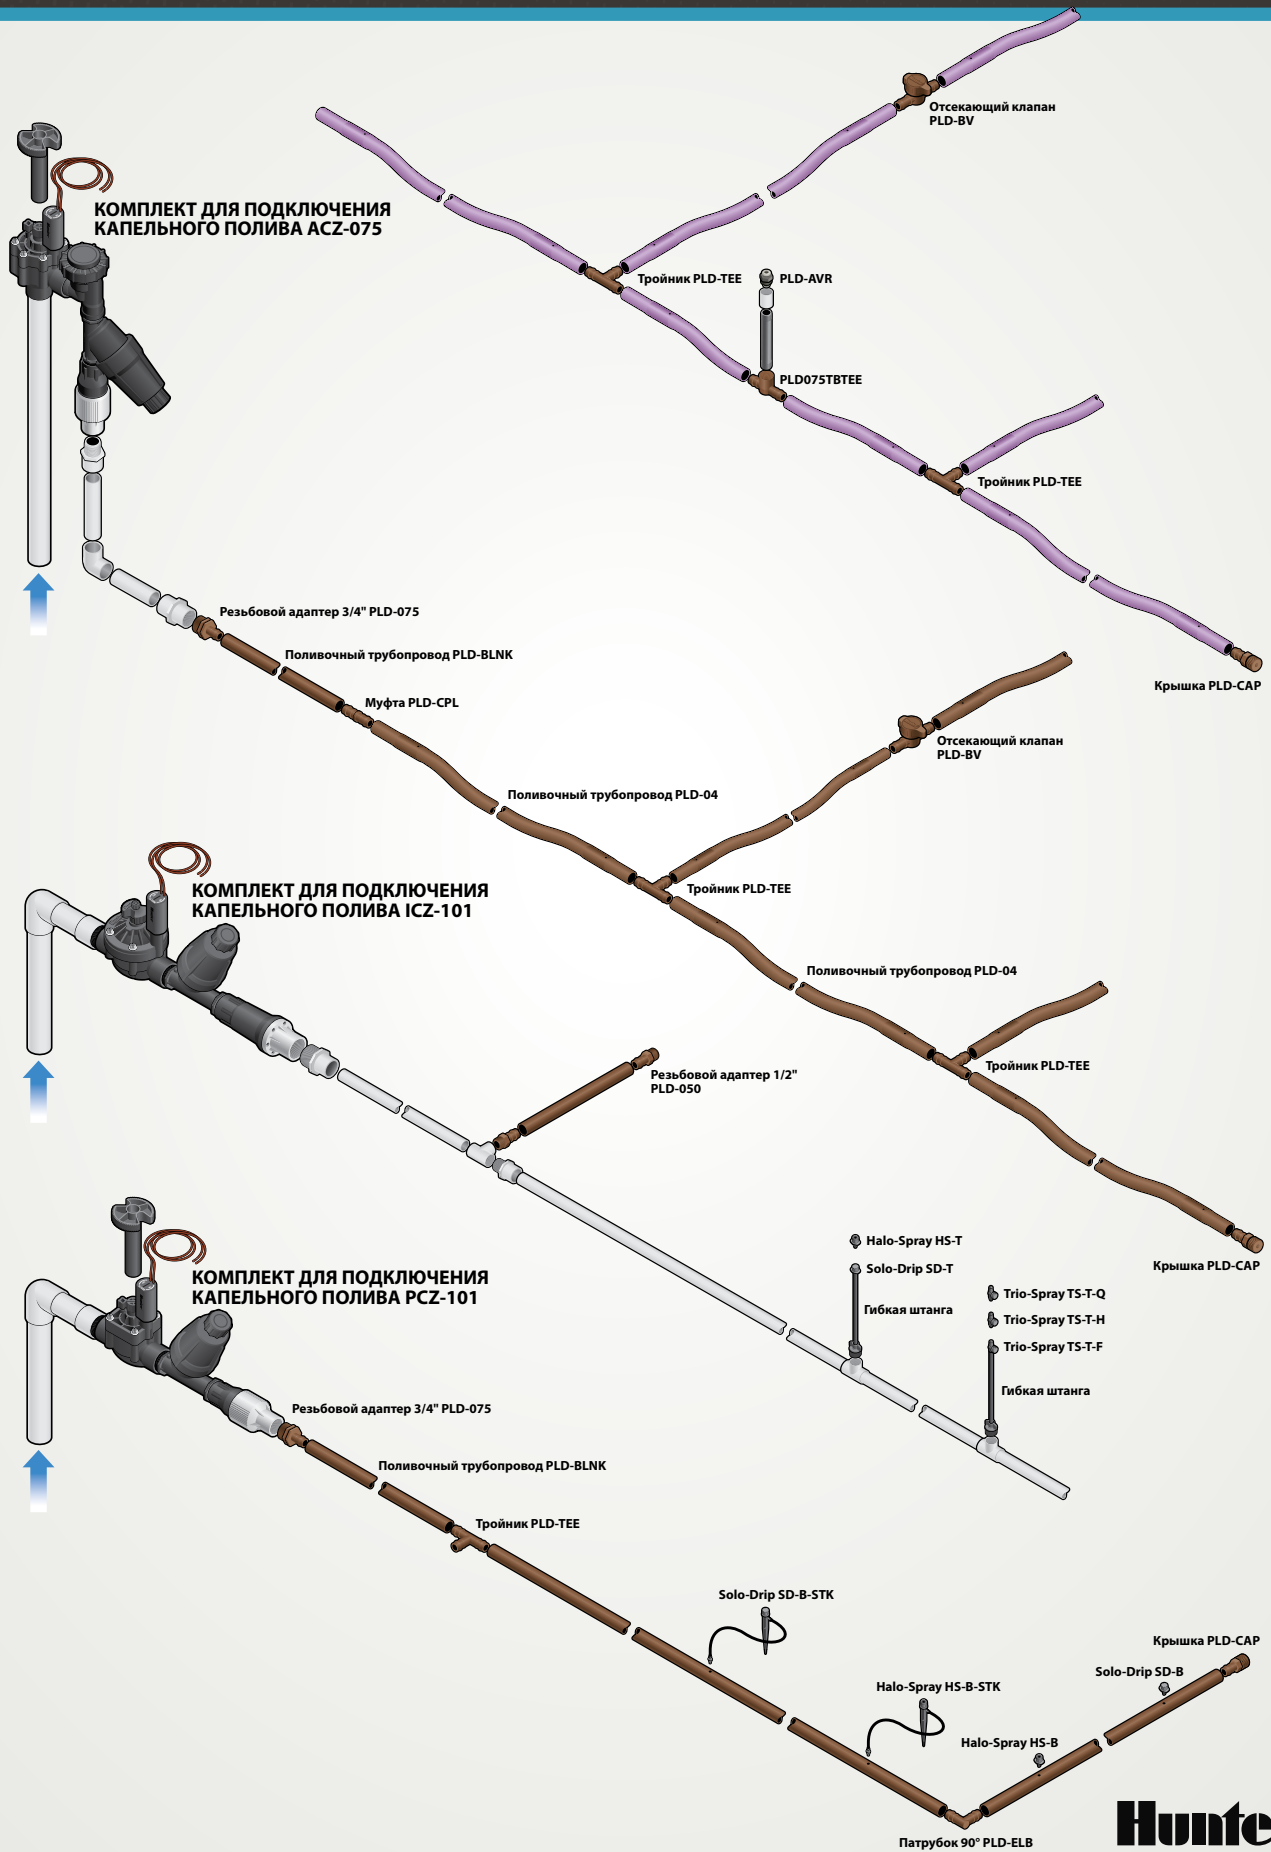 Отсекающий клапан
PLD-BV
КОМПЛЕКТ ДЛЯ ПОДКЛЮЧЕНИЯ
КАПЕЛЬНОГО ПОЛИВА ACZ-075
Тройник PLD-TEE
PLD-AVR
PLD075TBTEE
Тройник PLD-TEE
Резьбовой адаптер 3/4" PLD-075
Поливочный трубопровод PLD-BLNK
Крышка PLD-CAP
Муфта PLD-CPL
Отсекающий клапан
PLD-BV
Поливочный трубопровод PLD-04
КОМПЛЕКТ ДЛЯ ПОДКЛЮЧЕНИЯ
КАПЕЛЬНОГО ПОЛИВА ICZ-101
Тройник PLD-TEE
Поливочный трубопровод PLD-04
Тройник PLD-TEE
Резьбовой адаптер 1/2"
PLD-050
Halo-Spray HS-T
Solo-Drip SD-T
Гибкая штанга
Крышка PLD-CAP
Trio-Spray TS-T-Q
Trio-Spray TS-T-H
Trio-Spray TS-T-F
Гибкая штанга
КОМПЛЕКТ ДЛЯ ПОДКЛЮЧЕНИЯ
КАПЕЛЬНОГО ПОЛИВА PCZ-101
Резьбовой адаптер 3/4" PLD-075
Поливочный трубопровод PLD-BLNK
Тройник PLD-TEE
Solo-Drip SD-B-STK
Крышка PLD-CAP
Solo-Drip SD-B
Halo-Spray HS-B-STK
Halo-Spray HS-B
Патрубок 90° PLD-ELB
Hunte